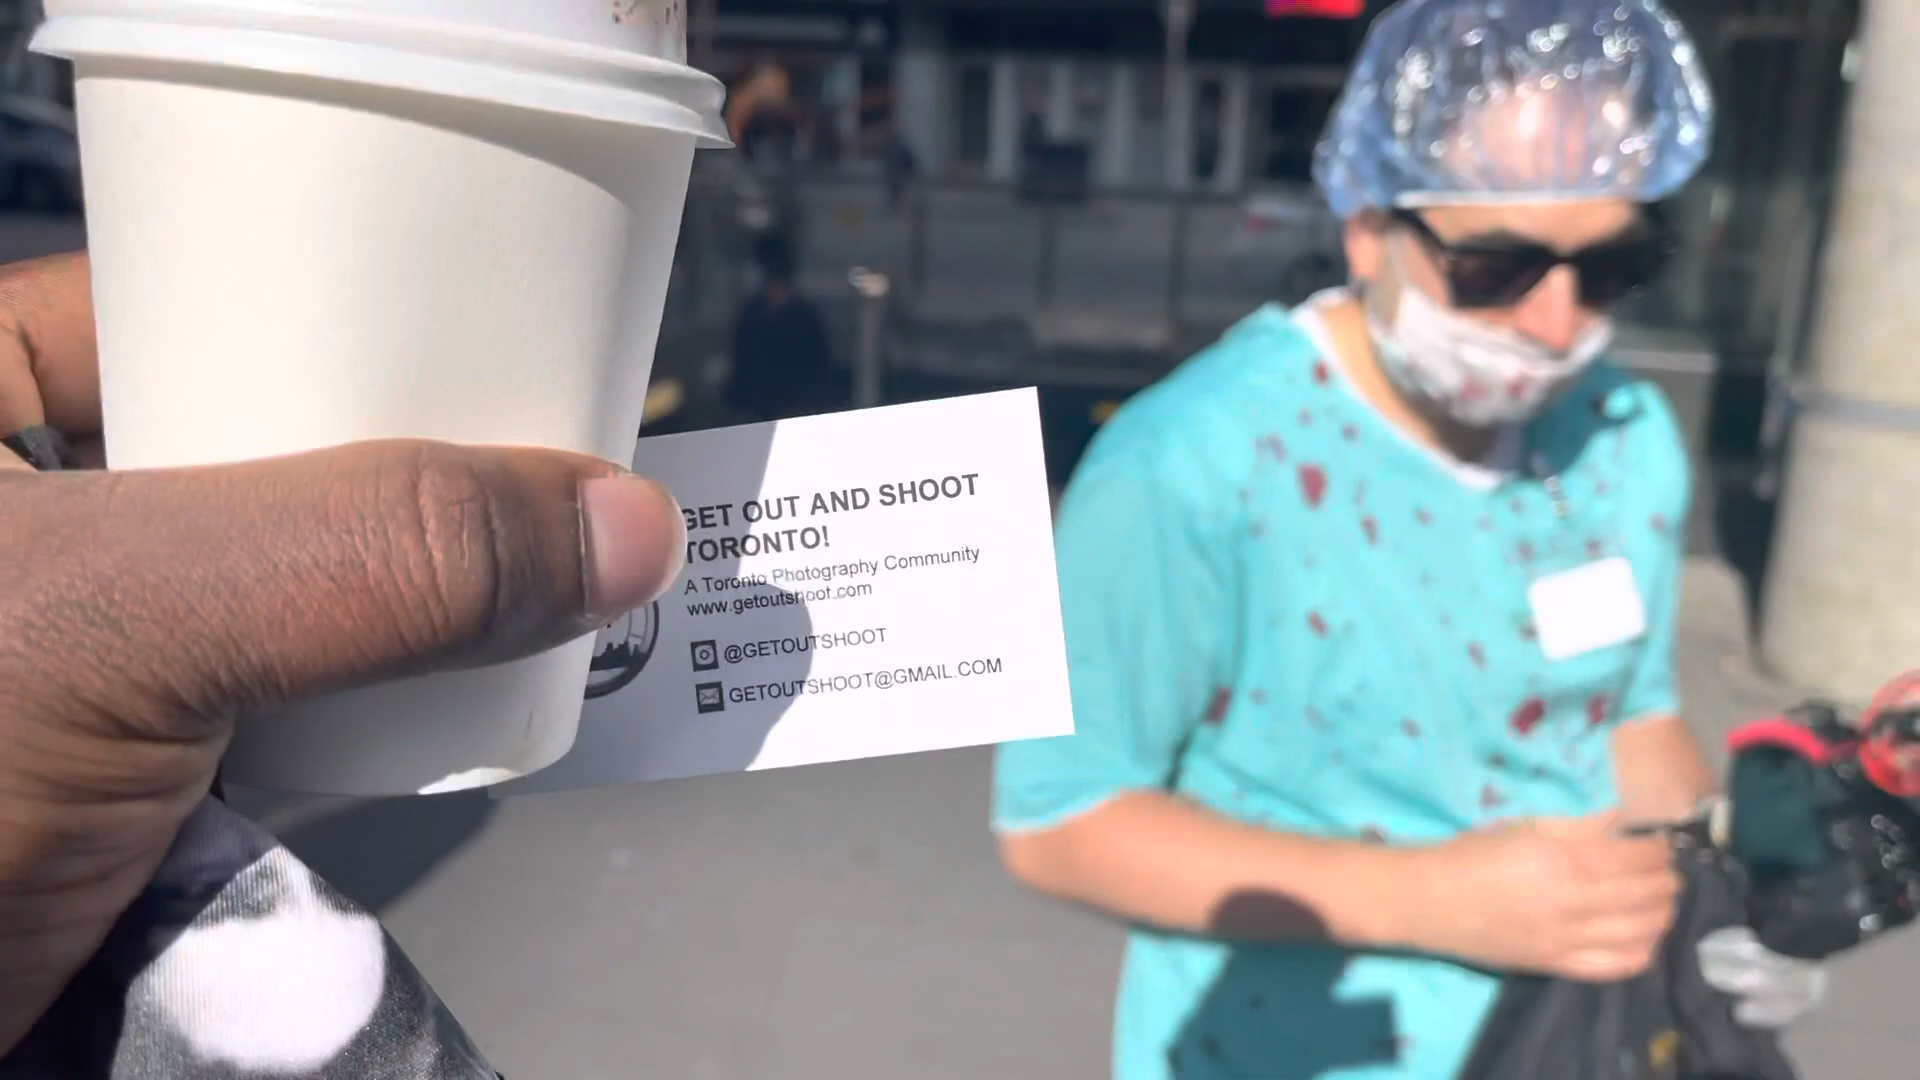 GET OUT AND SHOOT
TORONTO!
A Toronto Photography Community
www.getoutshoot.com
@GETOUTSHOOT
GETOUTSHOOT@GMAIL.COM